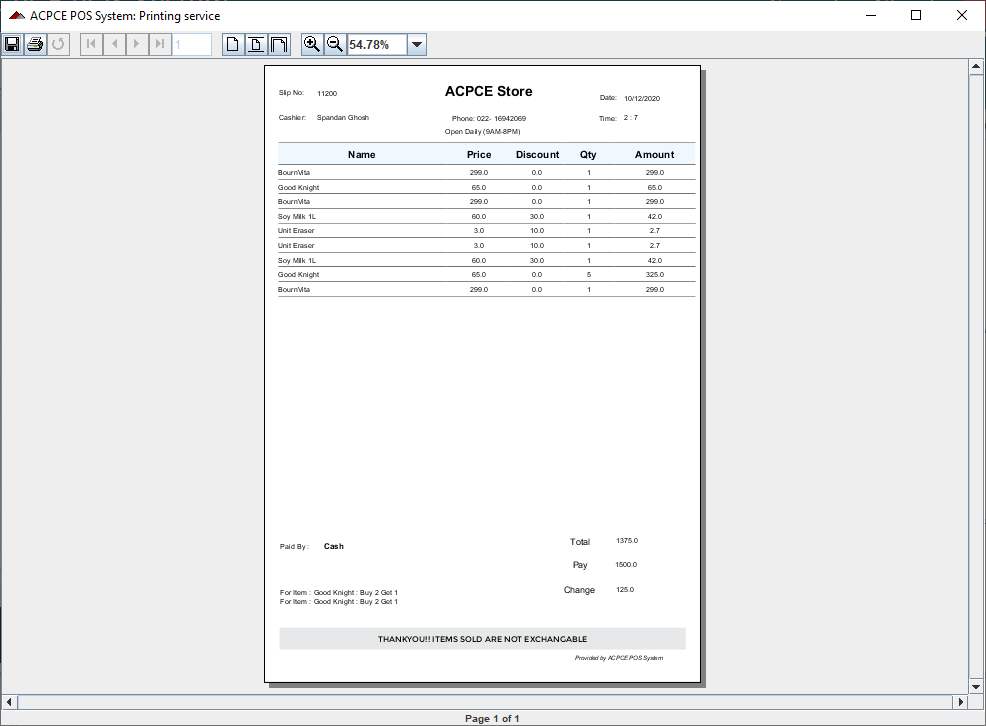 ACPCE POS System: Printing service
1
54.78%
Slip No: 11200
ACPCE Store
Date: 10/12/2020
Cashier: Spandan Ghosh
Phone: 022- 16942069
Time: 2 : 7
Open Daily (9AM-8PM)
Name Price Discount Qty Amount
BournVita 299.0 0.0 1 299.0
Good Knight 65.0 0.0 1 65.0
BournVita 299.0 0.0 1 299.0
Soy Milk 1L 60.0 30.0 1 42.0
Unit Eraser 3.0 10.0 1 2.7
Unit Eraser 3.0 10.0 1 2.7
Soy Milk 1L 60.0 30.0 1 42.0
Good Knight 65.0 0.0 5 325.0
BournVita 299.0 0.0 1 299.0
Total 1375.0
Paid By : Cash
Pay 1500.0
Change 125.0
For Item : Good Knight : Buy 2 Get 1
For Item : Good Knight : Buy 2 Get 1
THANKYOU!! ITEMS SOLD ARE NOT EXCHANGABLE
Provided by ACPCE POS System
Page 1 of 1